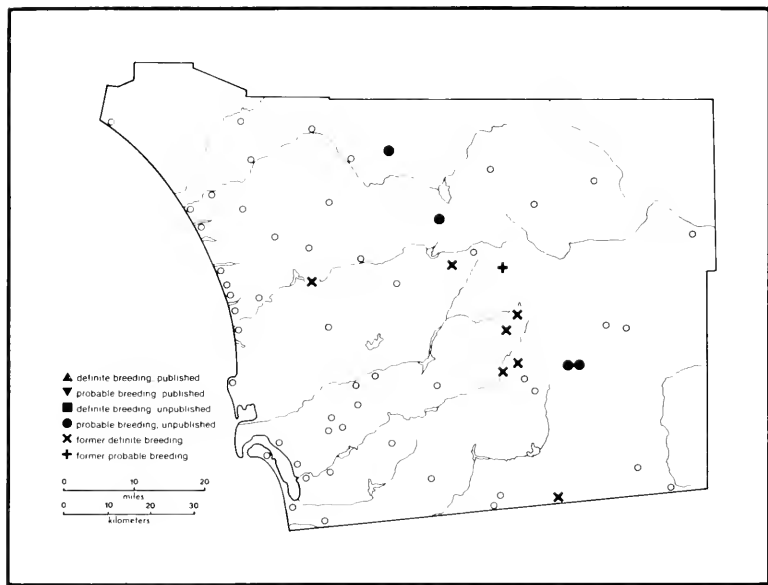 definite breeding, published
probable breeding published
definite breeding, unpublished
probable breeding, unpublished
former definite breeding
former probable breeding
0 10 20
miles
0 10 20 30
kilometers